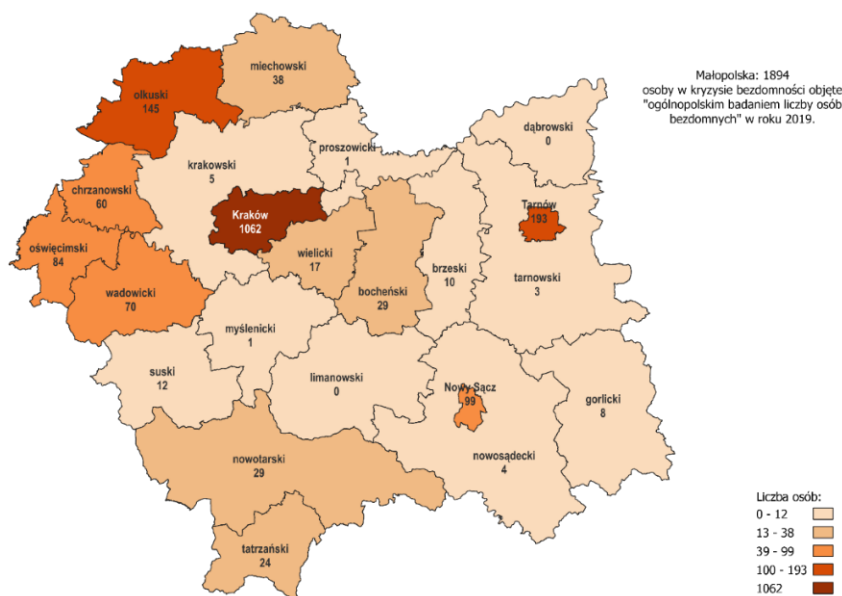 Małopolska: 1894
osoby w kryzysie bezdomności objęte
"ogólnopolskim badaniem liczby osób
bezdomnych" w roku 2019.
miechowski
38
olkuski
145
dąbrowski
0
proszowicki
1
krakowski
5
chrzanowski
60
Kraków
1062
Tarnów
193
oświęcimski
84
wielicki
17
brzeski
10
tarnowski
3
wadowicki
70
bocheński
29
myślenicki
1
suski
12
limanowski
0
Nowy Sącz
99
gorlicki
8
nowotarski
29
nowosądecki
4
tatrzański
24
Liczba osób:
0 - 12
13 - 38
39 - 99
100 - 193
1062